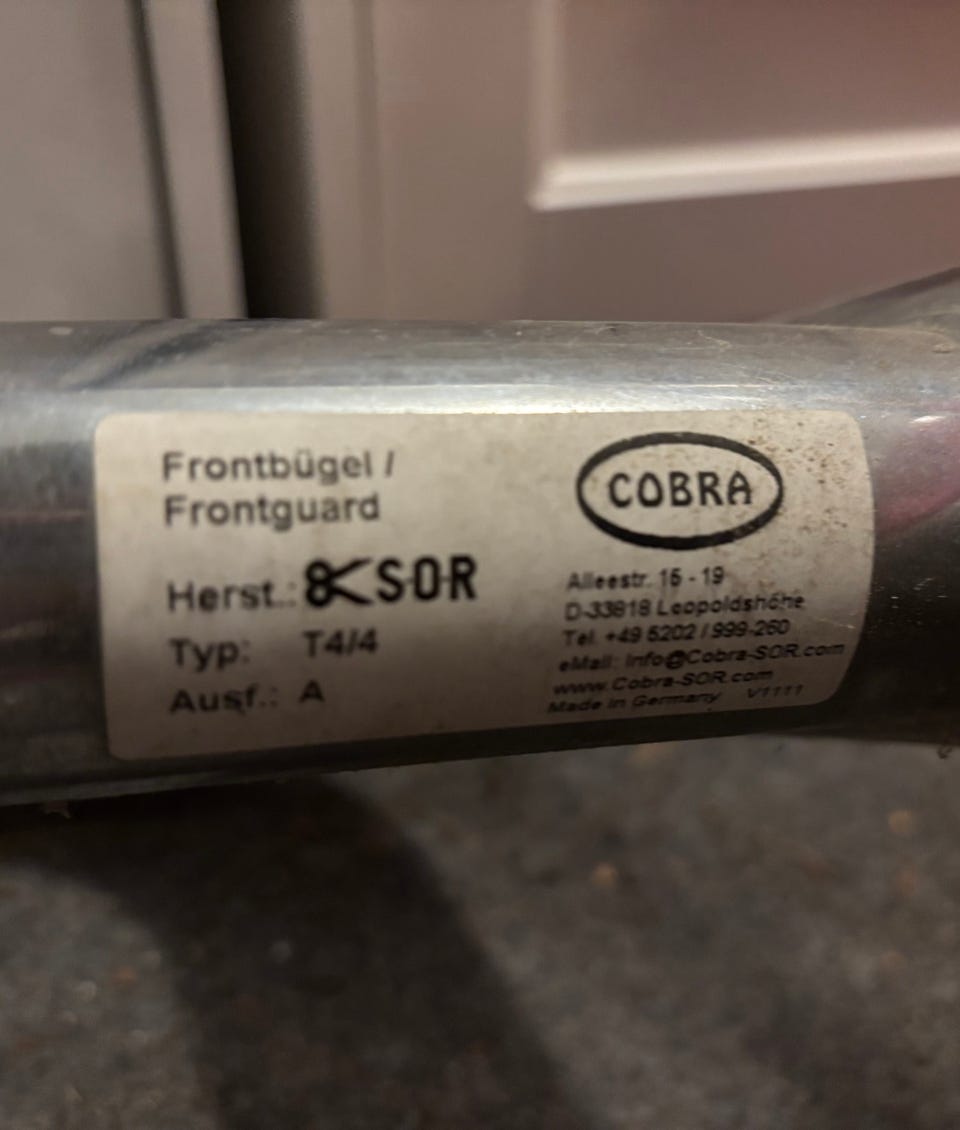 Frontbügel /
Frontguard
Herst.: SOR
Typ: T4/4
Ausf.: A
COBRA
Alleestr. 15 - 19
D-33818 Leopoldshöhe
Tel. +49 5202 / 999-260
eMail: Info@Cobra-SOR.com
www.Cobra-SOR.com
Made in Germany V1111